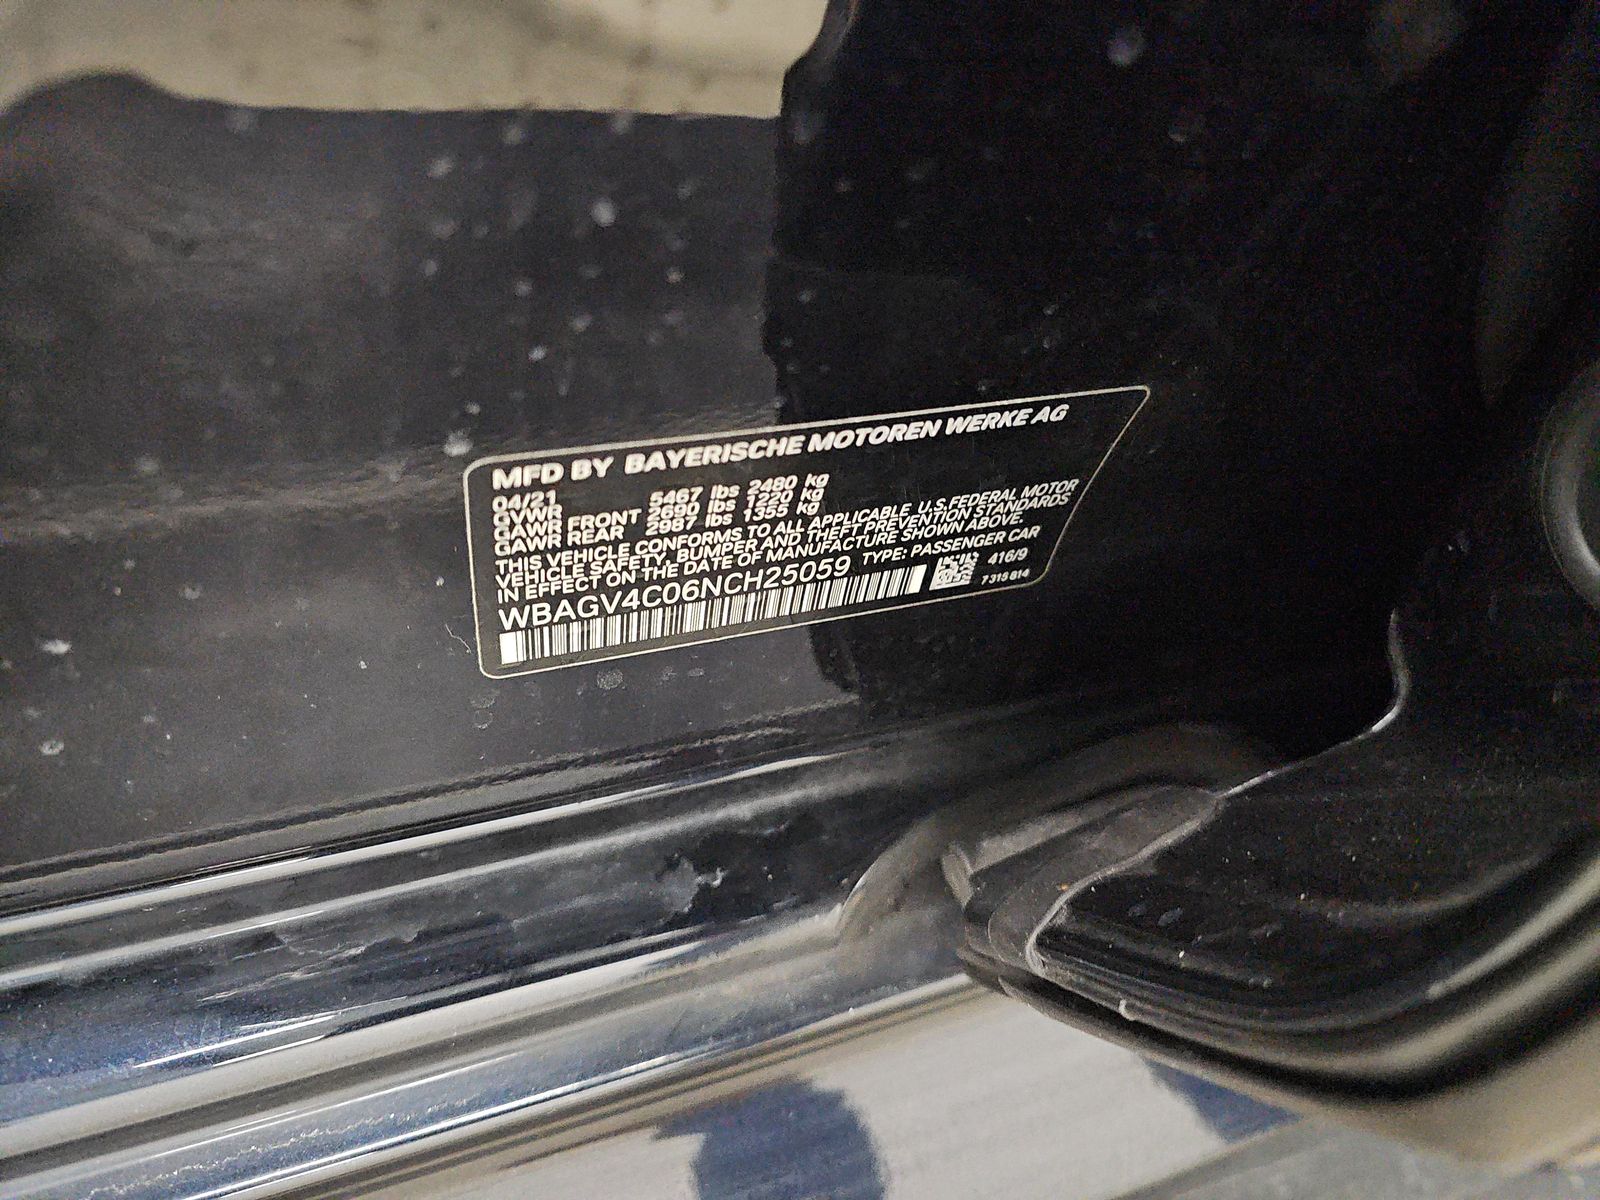 MFD BY BAYERISCHE MOTOREN WERKE AG
04/21
GVWR 5467 lbs 2480 kg
GAWR FRONT 2690 lbs 1220 kg
GAWR REAR 2987 lbs 1355 kg
THIS VEHICLE CONFORMS TO ALL APPLICABLE U.S.FEDERAL MOTOR
VEHICLE SAFETY, BUMPER AND THEFT PREVENTION STANDARDS
IN EFFECT ON THE DATE OF MANUFACTURE SHOWN ABOVE.
WBAGV4C06NCH25059 TYPE: PASSENGER CAR
416/9
7 315 814